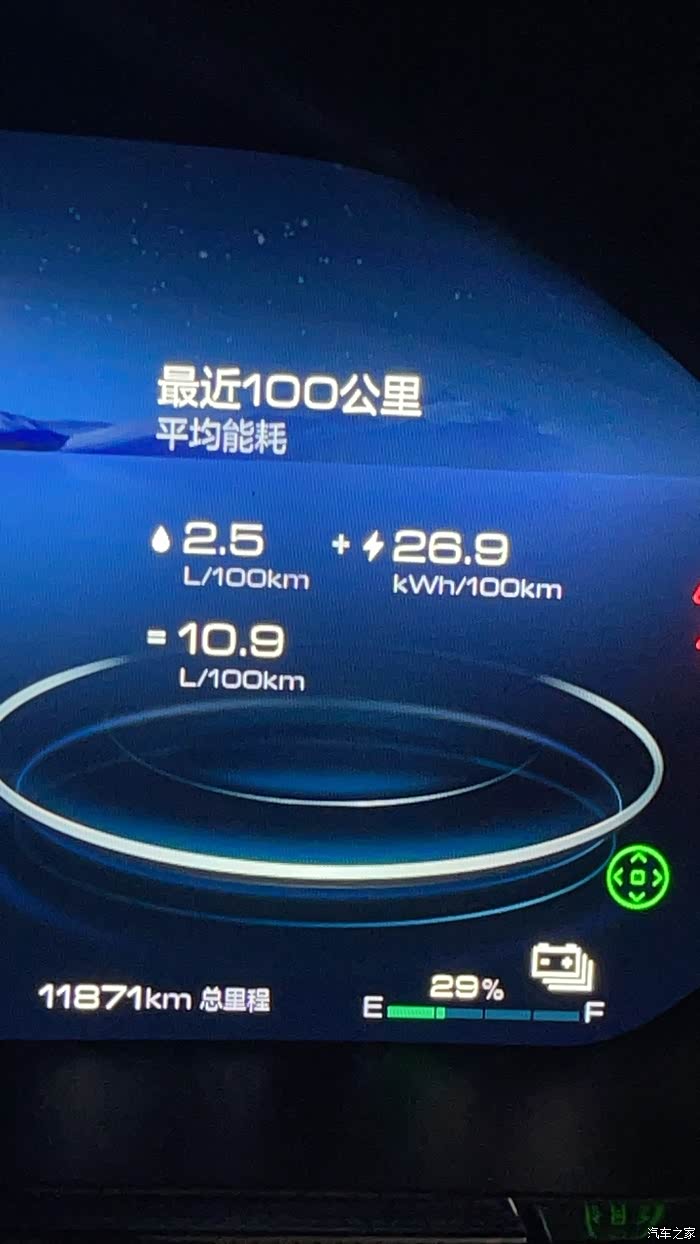 最近100公里
平均能耗
2.5 + 26.9
L/100km kWh/100km
= 10.9
L/100km
29%
11871km 总里程 E F
汽车之家